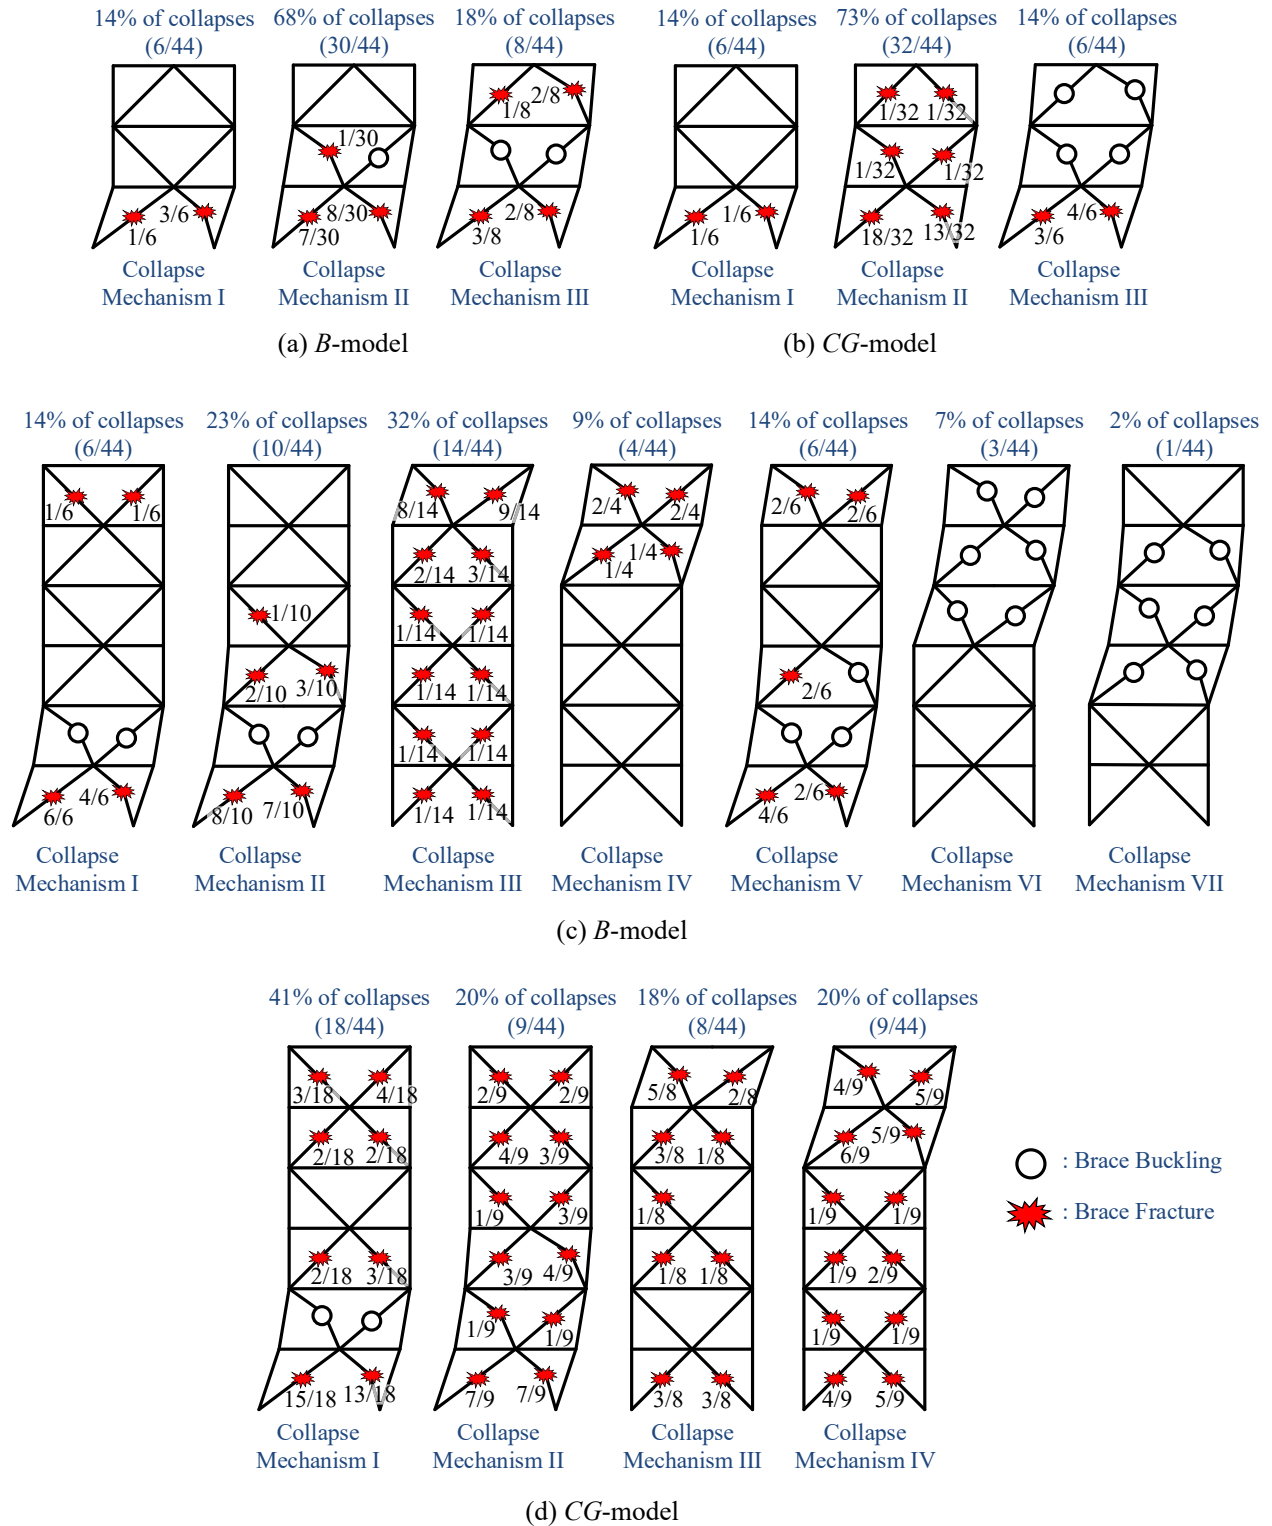 14% of collapses
(6/44)
68% of collapses
(30/44)
18% of collapses
(8/44)
14% of collapses
(6/44)
73% of collapses
(32/44)
14% of collapses
(6/44)
1/6
3/6
1/30
7/30
8/30
1/8
2/8
3/8
2/8
1/6
1/6
1/32
1/32
1/32
1/32
18/32
13/32
3/6
4/6
Collapse
Mechanism I
Collapse
Mechanism II
Collapse
Mechanism III
Collapse
Mechanism I
Collapse
Mechanism II
Collapse
Mechanism III
(a) B-model
(b) CG-model
14% of collapses
(6/44)
23% of collapses
(10/44)
32% of collapses
(14/44)
9% of collapses
(4/44)
14% of collapses
(6/44)
7% of collapses
(3/44)
2% of collapses
(1/44)
1/6
1/6
6/6
4/6
1/10
2/10
3/10
8/10
7/10
8/14
9/14
2/14
3/14
1/14
1/14
1/14
1/14
1/14
1/14
1/14
1/14
2/4
2/4
1/4
1/4
2/6
2/6
2/6
4/6
2/6
Collapse
Mechanism I
Collapse
Mechanism II
Collapse
Mechanism III
Collapse
Mechanism IV
Collapse
Mechanism V
Collapse
Mechanism VI
Collapse
Mechanism VII
(c) B-model
41% of collapses
(18/44)
20% of collapses
(9/44)
18% of collapses
(8/44)
20% of collapses
(9/44)
3/18
4/18
2/18
2/18
2/18
3/18
15/18
13/18
2/9
2/9
4/9
3/9
1/9
3/9
3/9
4/9
1/9
1/9
7/9
7/9
5/8
2/8
3/8
1/8
1/8
1/8
1/8
3/8
3/8
4/9
5/9
6/9
5/9
1/9
1/9
1/9
2/9
1/9
1/9
4/9
5/9
: Brace Buckling
: Brace Fracture
Collapse
Mechanism I
Collapse
Mechanism II
Collapse
Mechanism III
Collapse
Mechanism IV
(d) CG-model